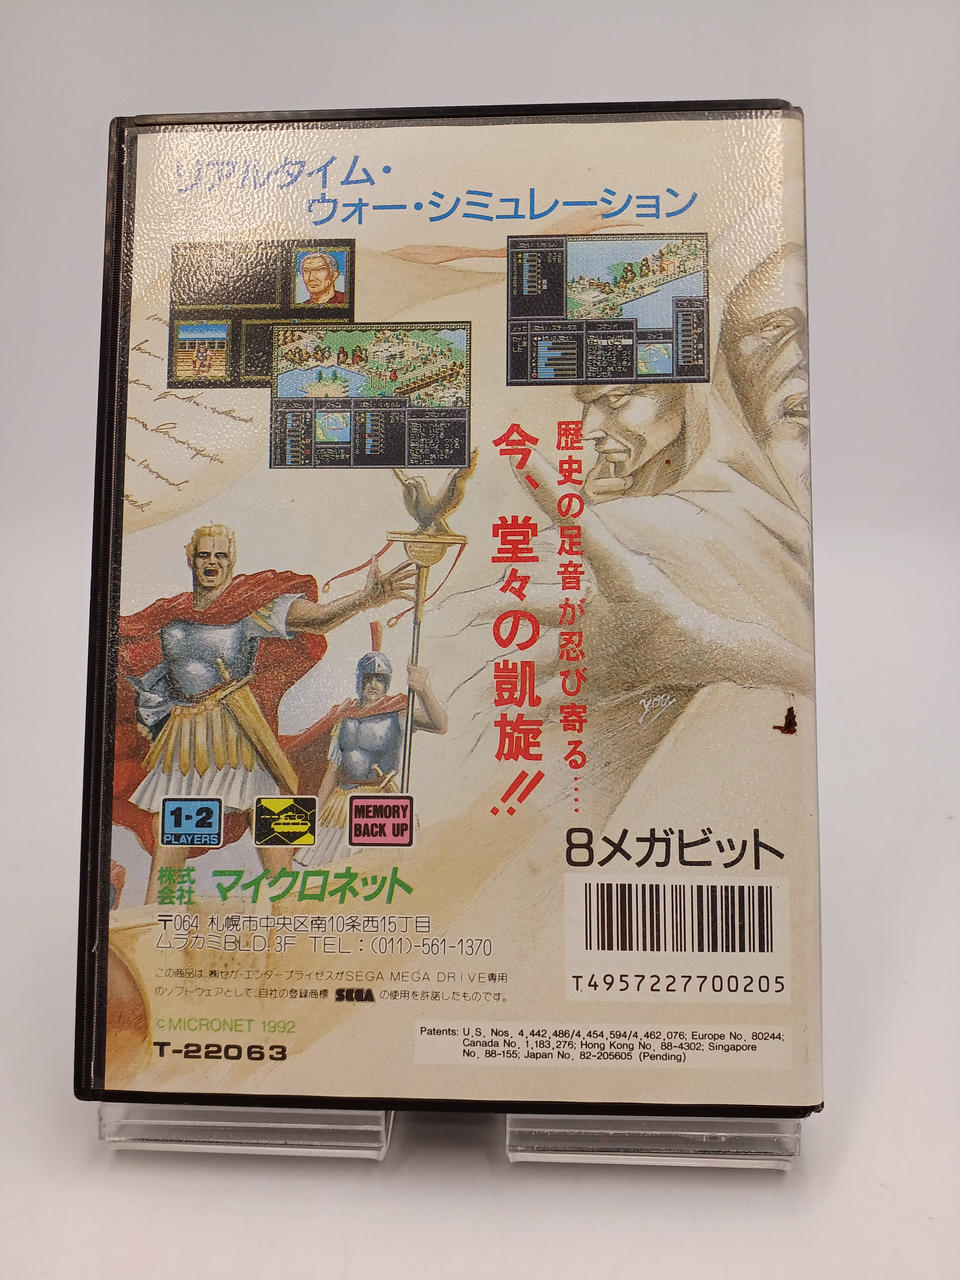 リアルタイム・
ウォー・シミュレーション
歴史の足音が忍び寄る‥‥
今、堂々の凱旋!!
you
1-2
PLAYERS
MEMORY
BACK UP
8メガビット
株式会社 マイクロネット
〒064 札幌市中央区南10条西15丁目
ムラカミBLD.3F TEL:(011)-561-1370
この商品は、㈱セガ・エンタープライゼスがSEGA MEGA DRIVE専用
のソフトウェアとして、自社の登録商標 SEGA の使用を許諾したものです。
©MICRONET 1992
T-22063
T4957227700205
Patents: U.S. Nos. 4,442,486/4,454,594/4,462,076; Europe No. 80244;
Canada No. 1,183,276; Hong Kong No. 88-4302; Singapore
No. 88-155; Japan No. 82-205605 (Pending)